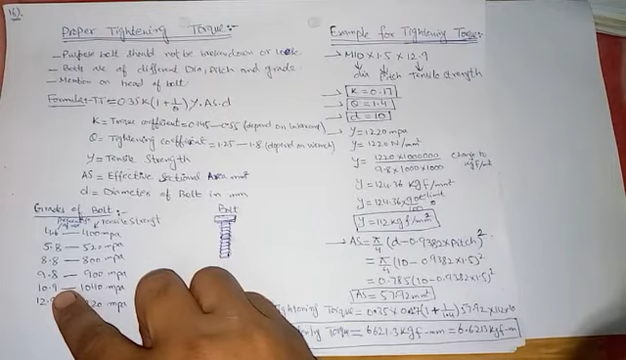 Proper Tightening Torque:-
- Purpose bolt should not be breakdown or loose
- Bolts are of different Dia, Pitch and grade.
- Mention on head of bolt.
Formula:- TT = 0.35K(1+1/Q) Y.AS.d
K = Torque coefficient = 0.145 - 0.55 (depend on
Q = Tightening coefficient = 1.25 - 1.8 (depend on wrench)
Y = Tensile Strength
AS = Effective Sectional Area mm²
d = Diameter of Bolt in mm
Grades of Bolt:-
Tensile Strength
4.6 — 400 mpa
5.8 — 520 mpa
8.8 — 800 mpa
9.8 — 900 mpa
10.9 — 1040 mpa
mpa
Bolt
Example for Tightening Torque:-
→ M10 × 1.5 × 12.9
dia Pitch Tensile strength
→ K = 0.17
Q = 1.4
d = 10
→ Y = 1220 mpa
Y = 1220 N/mm²
Y = 1220×1000000 / 9.8×1000×1000 change to
Y = 124.36 kgf/mm²
Y = 112 kgf/mm²
→ AS = π/4 (d - 0.9382×pitch)²
= π/4 (10 - 0.9382×1.5)²
= 0.785 (10 - 0.9382×1.5)²
AS = 57.92 mm²
Tightening Torque = 0.35 × 0.17 (1 + 1/1.4) 57.92 × 112 × 10
Torque = 6621.3 kgf-mm = 6.6213 kgf-m